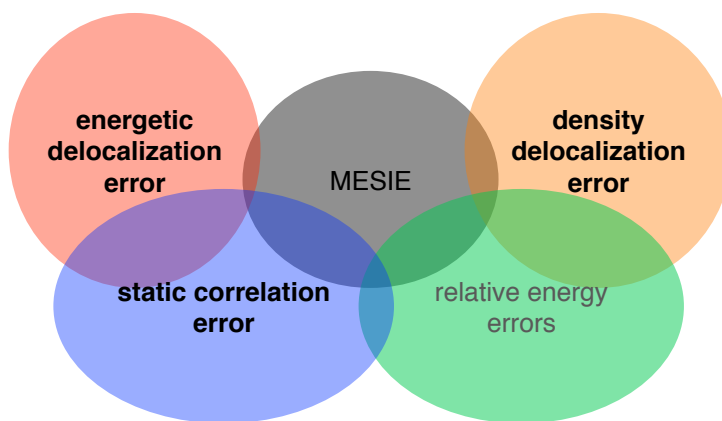 energetic
delocalization
error
MESIE
density
delocalization
error
static correlation
error
relative energy
errors